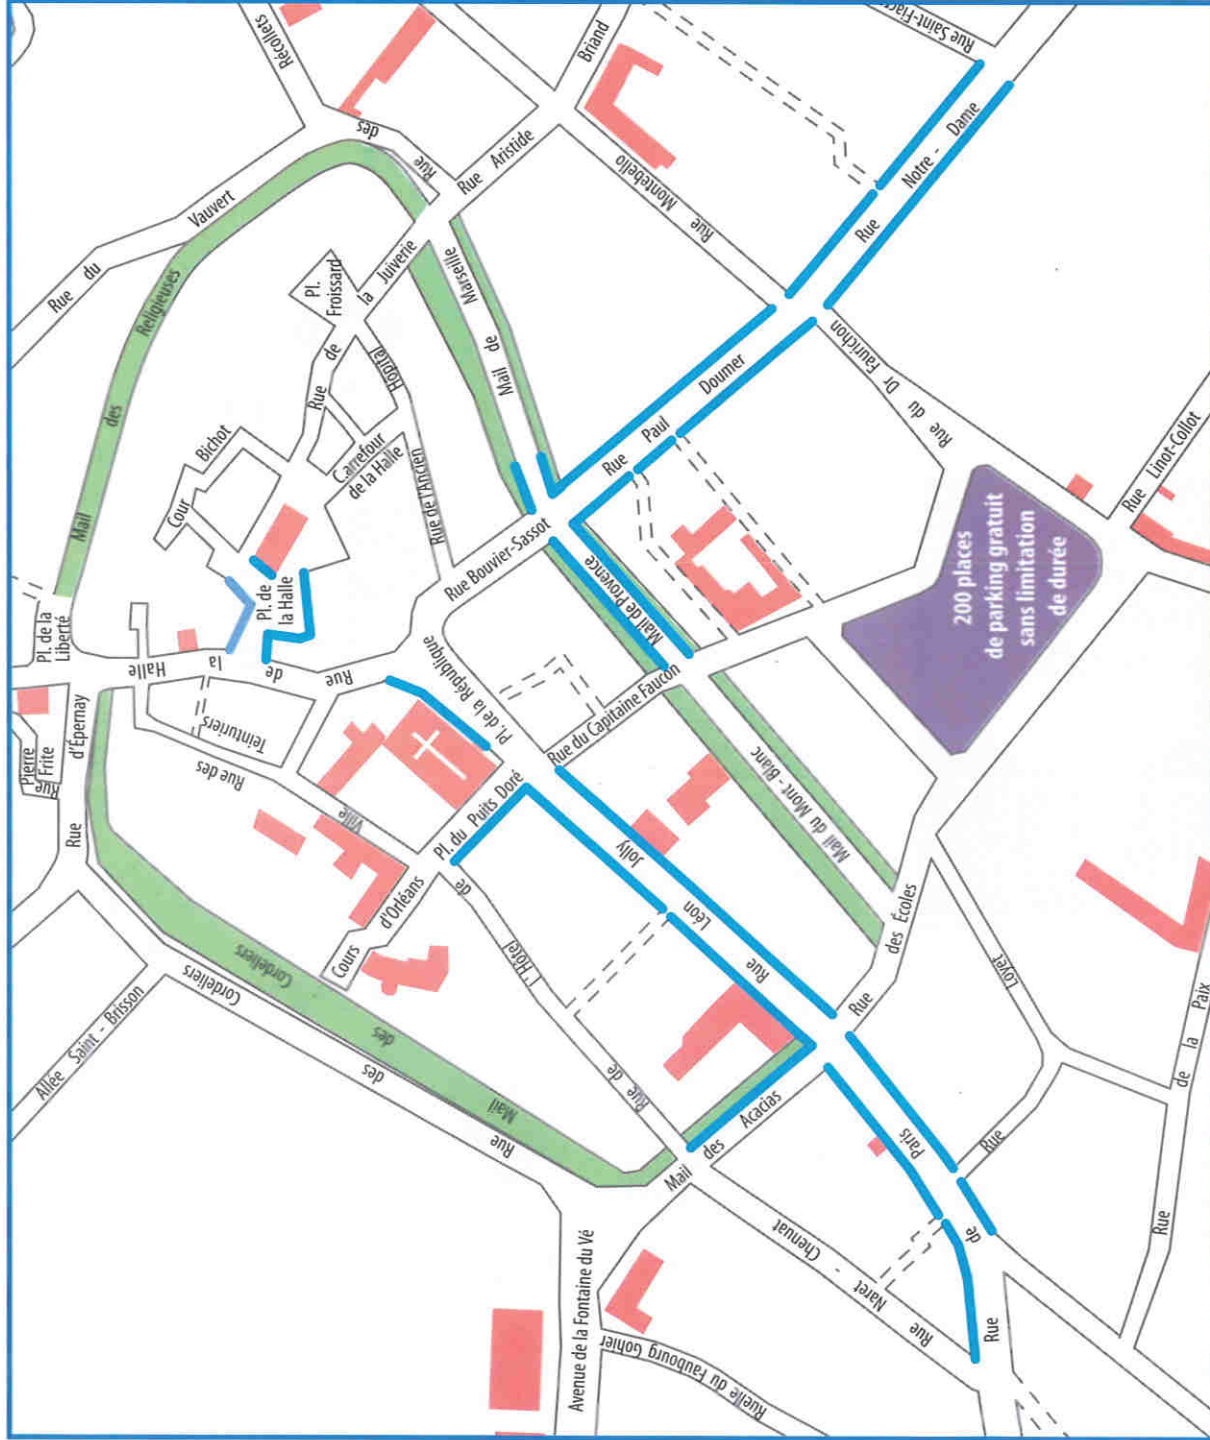 Récollets
des
Rue
Rue Aristide
Briand
Rue Saint-Fiacre
Rue Montebello
Rue Notre - Dame
Rue du Vauvert
Mail des Religieuses
Pl.
Froissard
Rue de la Juiverie
Mail de Marseille
Hôpital
Rue de l'Ancien
Carrefour
de la Halle
Cour Bichot
Pl. de
la Halle
Rue Paul Doumer
Rue du Dr Faurichon
Rue Linot-Collot
Rue Bouvier-Sassot
Mail de Provence
200 places
de parking gratuit
sans limitation
de durée
Pl. de la
Liberté
Rue de la Halle
Pl. de la République
Rue du Capitaine Faucon
Mail du Mont - Blanc
Rue
Pierre
Frite
Rue d'Épernay
Teinturiers
Rue des
Ville
Pl. du Puits Doré
Cours d'Orléans
de
l'Hôtel
Rue de
Rue Léon Jolly
Rue des Écoles
Rue Loyet
Rue de la Paix
Allée Saint - Brisson
Rue des Cordeliers
Mail des Cordeliers
Mail des Acacias
Rue de Paris
Rue Naret - Chenuat
Avenue de la Fontaine du Vé
Ruelle du Faubourg Gohier